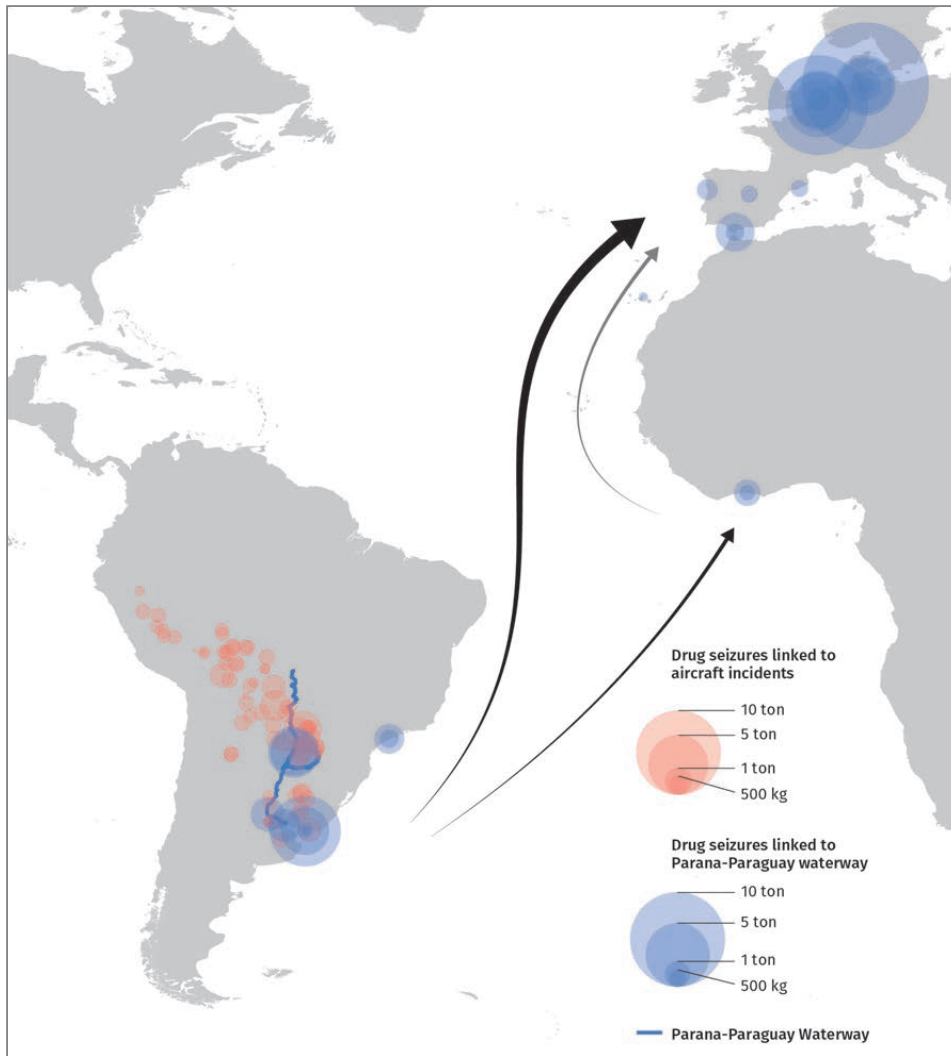 Drug seizures linked to
aircraft incidents
10 ton
5 ton
1 ton
500 kg
Drug seizures linked to
Parana-Paraguay waterway
10 ton
5 ton
1 ton
500 kg
Parana-Paraguay Waterway